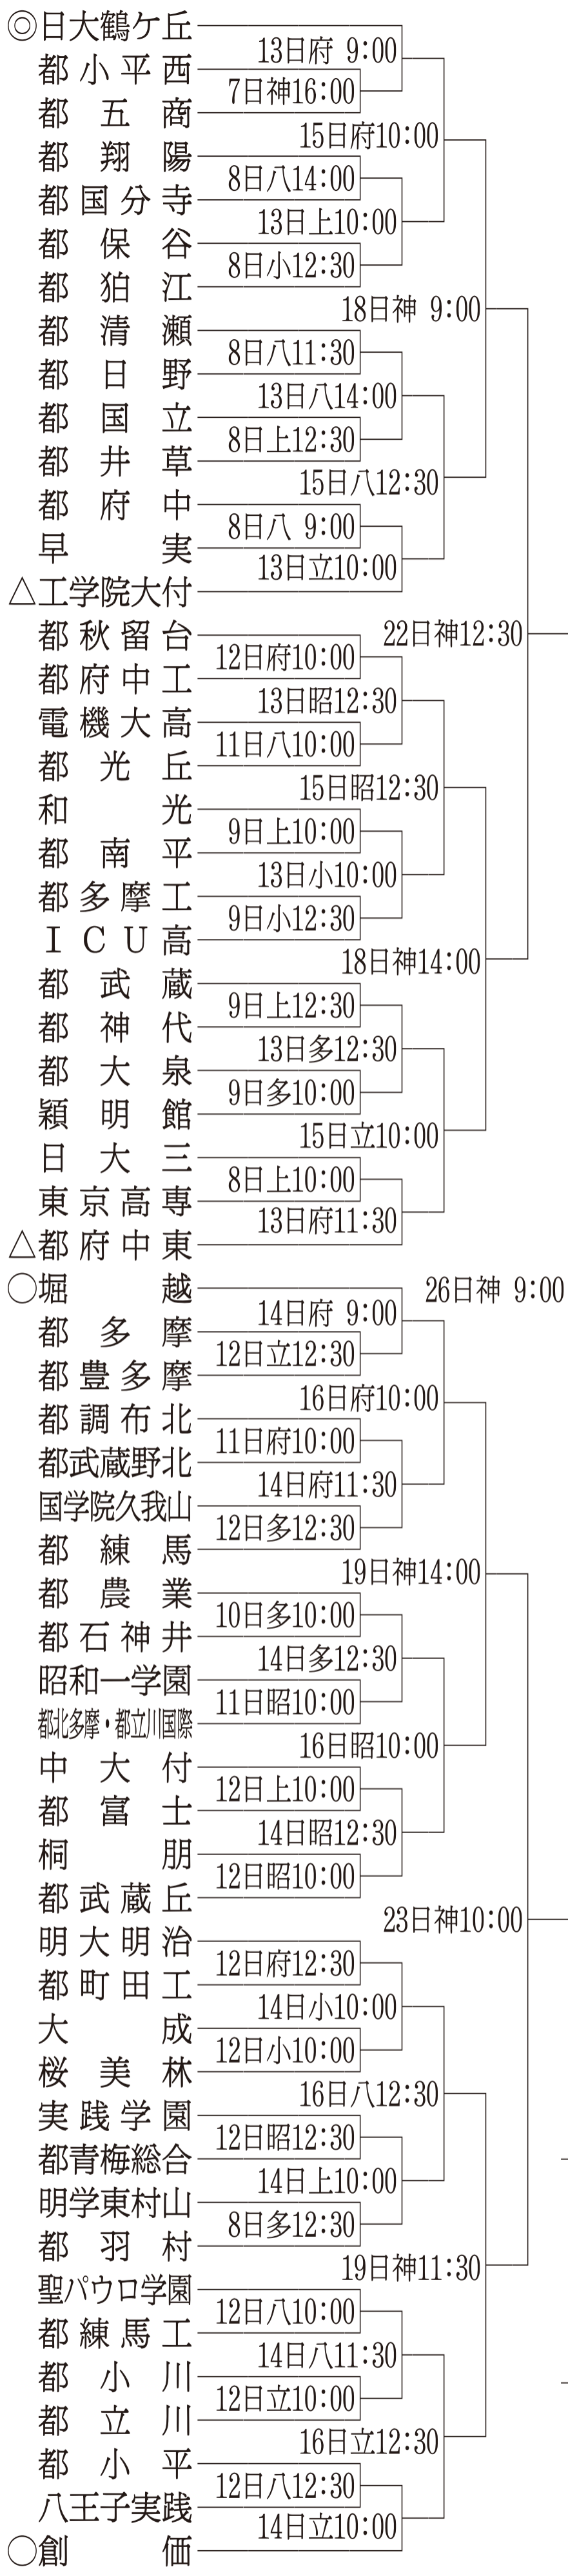 ◎日大鶴ケ丘
13日府 9:00
都小平西
7日神16:00
都五商
15日府10:00
都翔陽
8日八14:00
都国分寺
13日上10:00
都保谷
8日小12:30
都狛江
18日神 9:00
都清瀬
8日八11:30
都日野
13日八14:00
都国立
8日上12:30
都井草
15日八12:30
都府中
8日八 9:00
早実
13日立10:00
△工学院大付
都秋留台
22日神12:30
12日府10:00
都府中工
13日昭12:30
電機大高
11日八10:00
都光丘
15日昭12:30
和光
9日上10:00
都南平
13日小10:00
都多摩工
9日小12:30
ICU高
18日神14:00
都武蔵
9日上12:30
都神代
13日多12:30
都大泉
9日多10:00
穎明館
15日立10:00
日大三
8日上10:00
東京高専
13日府11:30
△都府中東
○堀越
26日神 9:00
14日府 9:00
都多摩
12日立12:30
都豊多摩
16日府10:00
都調布北
11日府10:00
都武蔵野北
14日府11:30
国学院久我山
12日多12:30
都練馬
19日神14:00
都農業
10日多10:00
都石神井
14日多12:30
昭和一学園
11日昭10:00
都北多摩・都立川国際
16日昭10:00
中大付
12日上10:00
都富士
14日昭12:30
桐朋
12日昭10:00
都武蔵丘
23日神10:00
明大明治
12日府12:30
都町田工
14日小10:00
大成
12日小10:00
桜美林
16日八12:30
実践学園
12日昭12:30
都青梅総合
14日上10:00
明学東村山
8日多12:30
都羽村
19日神11:30
聖パウロ学園
12日八10:00
都練馬工
14日八11:30
都小川
12日立10:00
都立川
16日立12:30
都小平
12日八12:30
八王子実践
14日立10:00
○創価